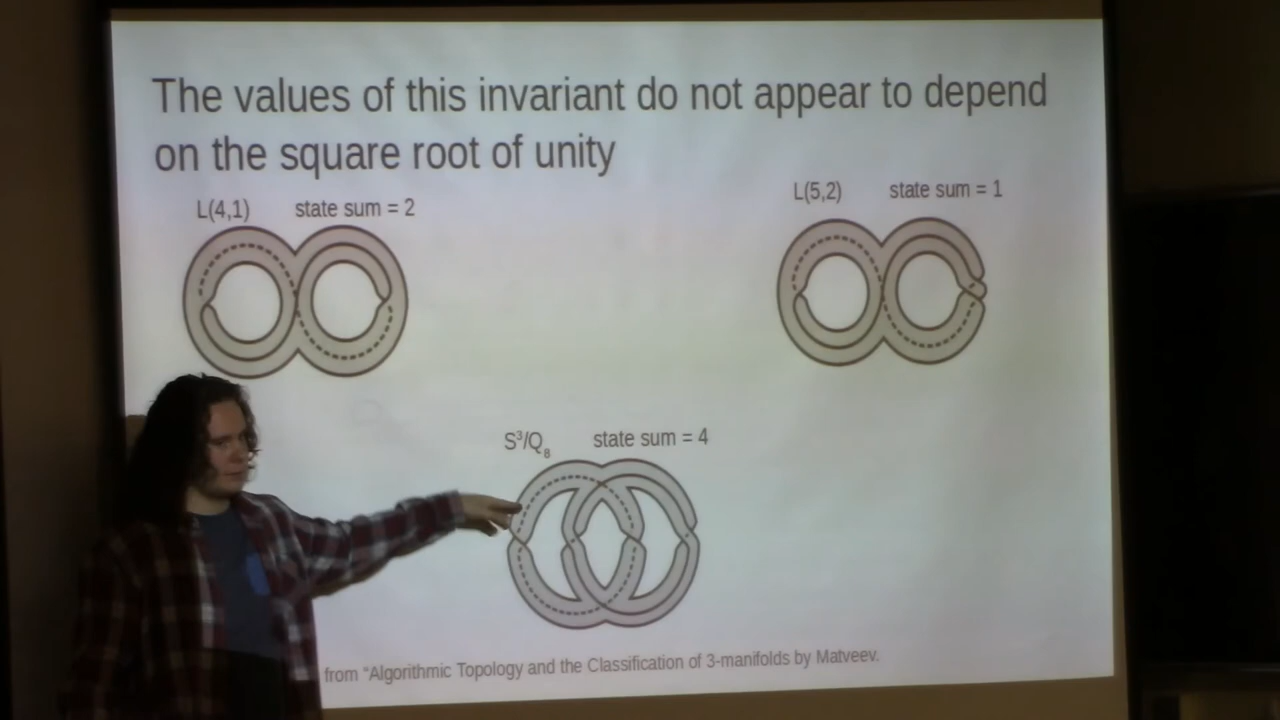 The values of this invariant do not appear to depend
on the square root of unity
L(4,1) state sum = 2
L(5,2) state sum = 1
S³/Q₈ state sum = 4
from “Algorithmic Topology and the Classification of 3-manifolds by Matveev.